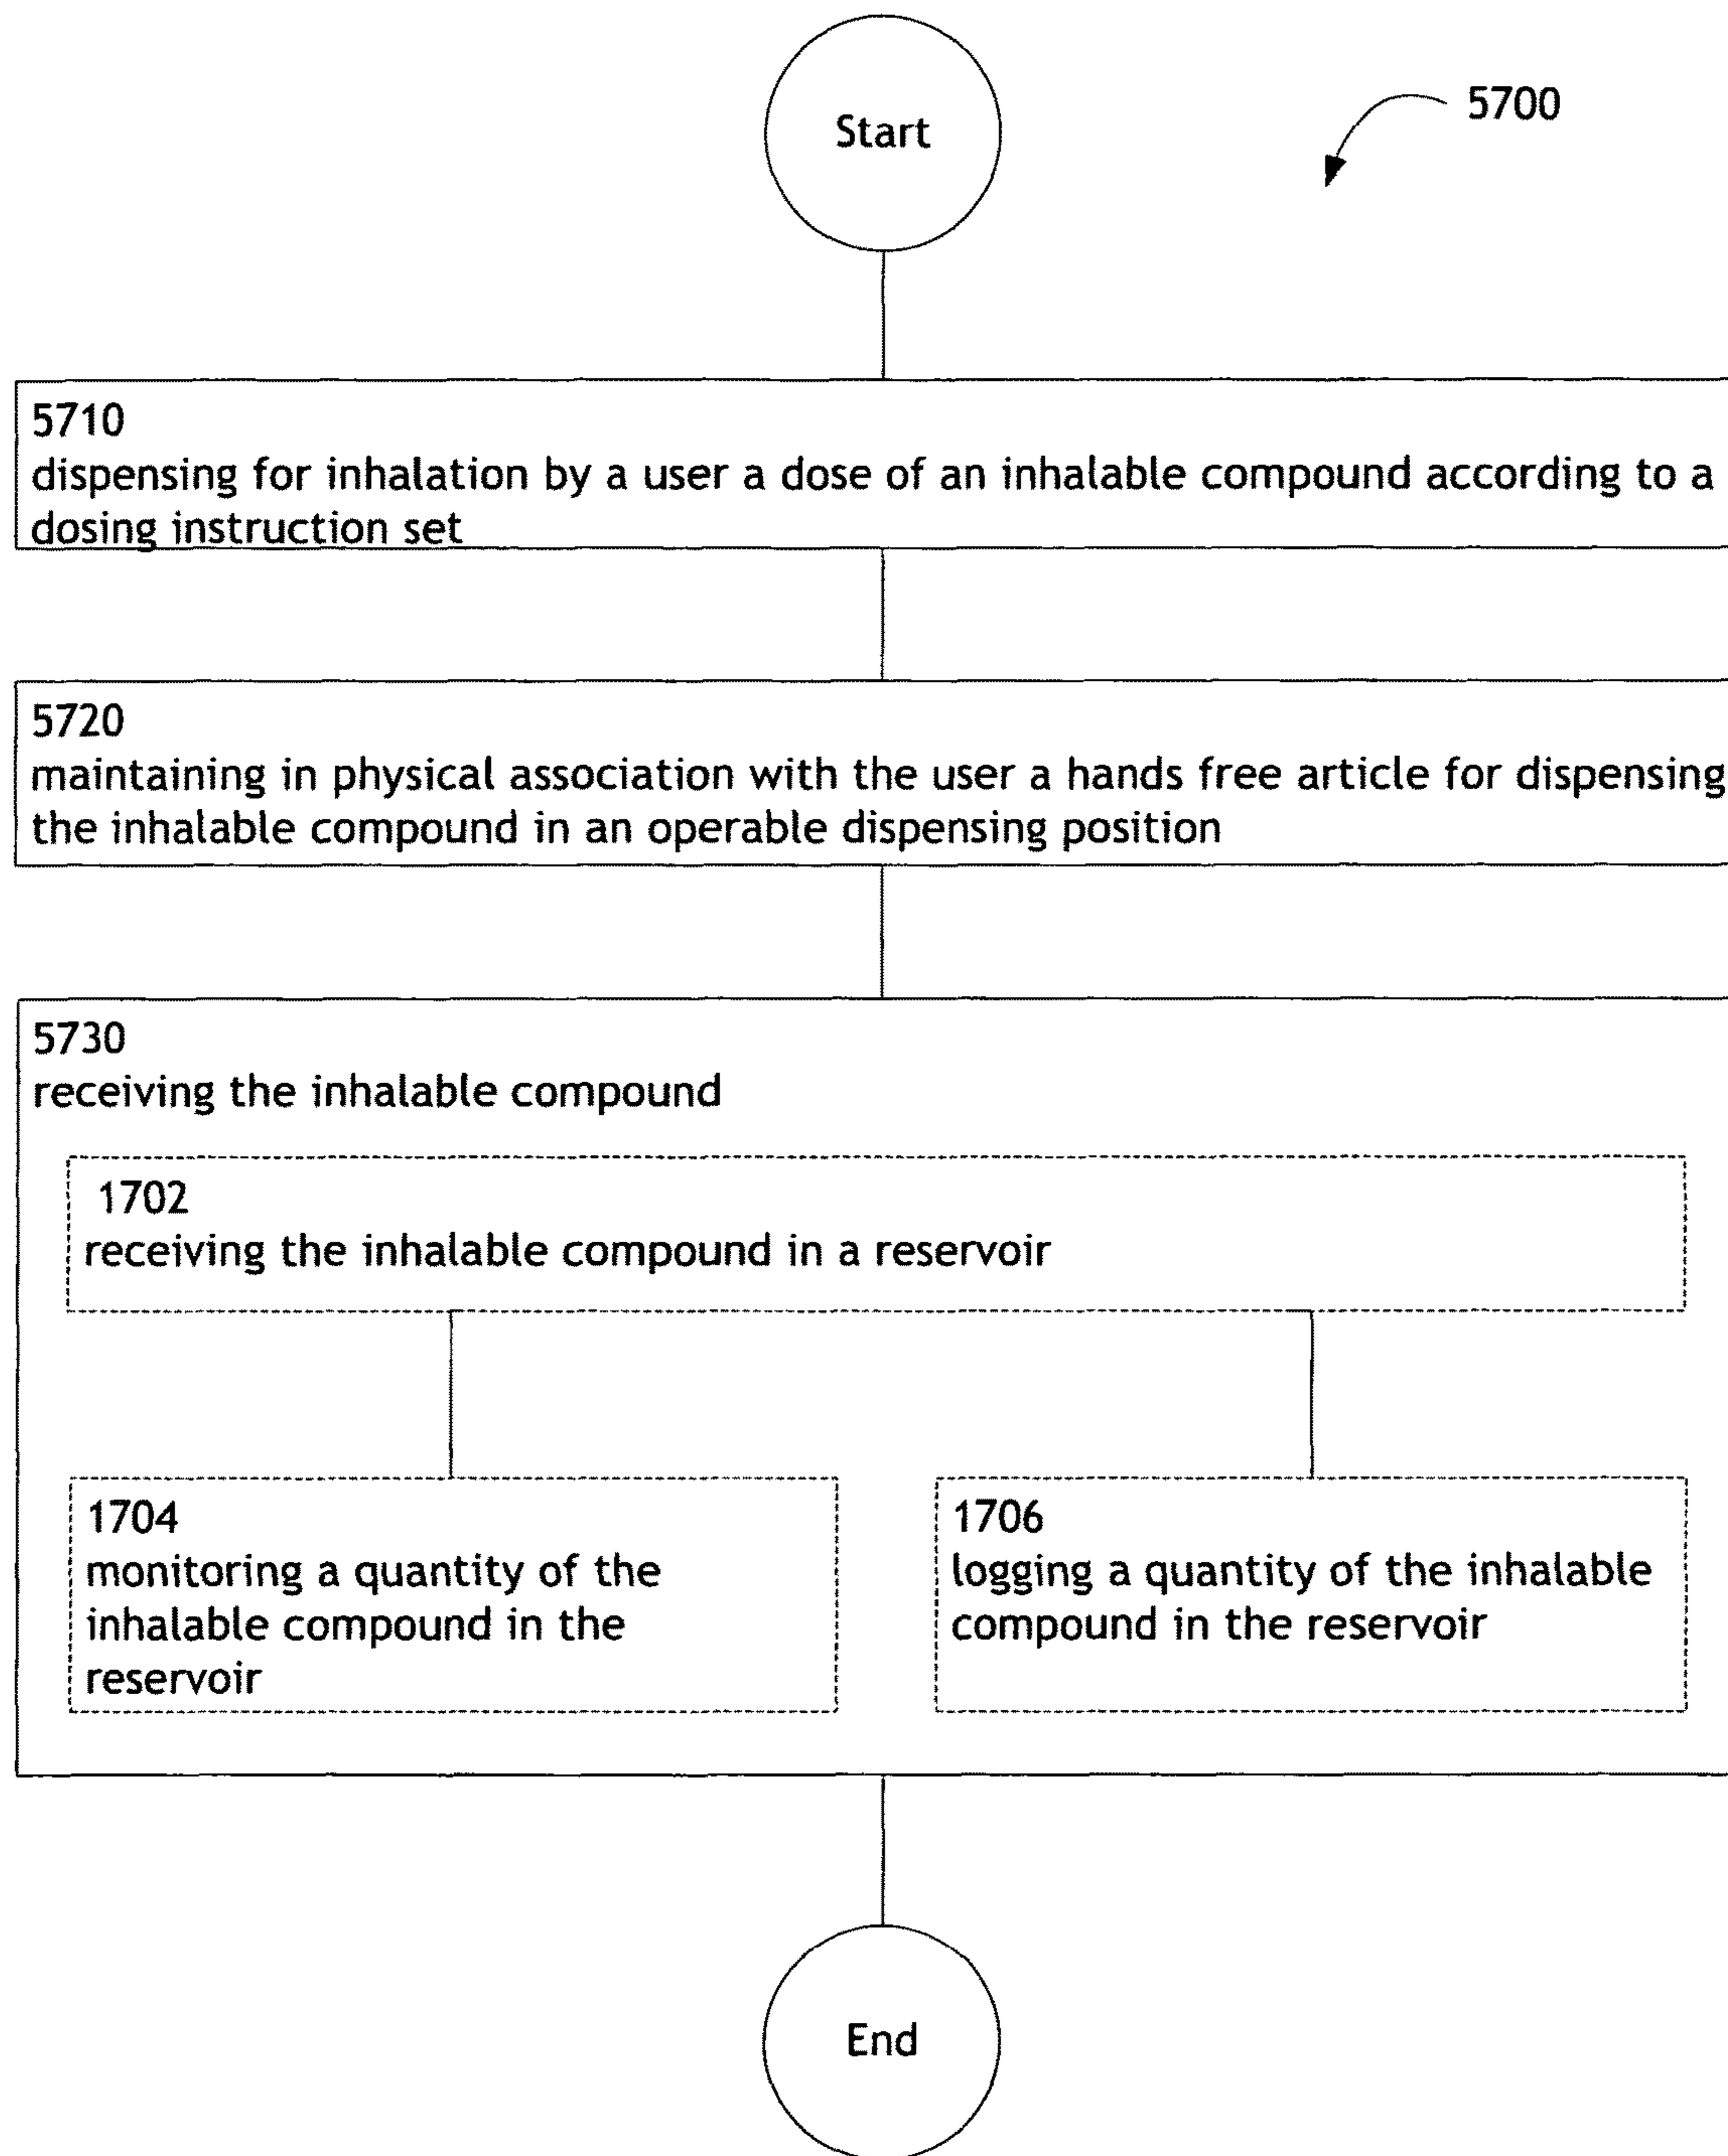 Start
5700
5710
dispensing for inhalation by a user a dose of an inhalable compound according to a
dosing instruction set
5720
maintaining in physical association with the user a hands free article for dispensing
the inhalable compound in an operable dispensing position
5730
receiving the inhalable compound
1702
receiving the inhalable compound in a reservoir
1704
monitoring a quantity of the
inhalable compound in the
reservoir
1706
logging a quantity of the inhalable
compound in the reservoir
End